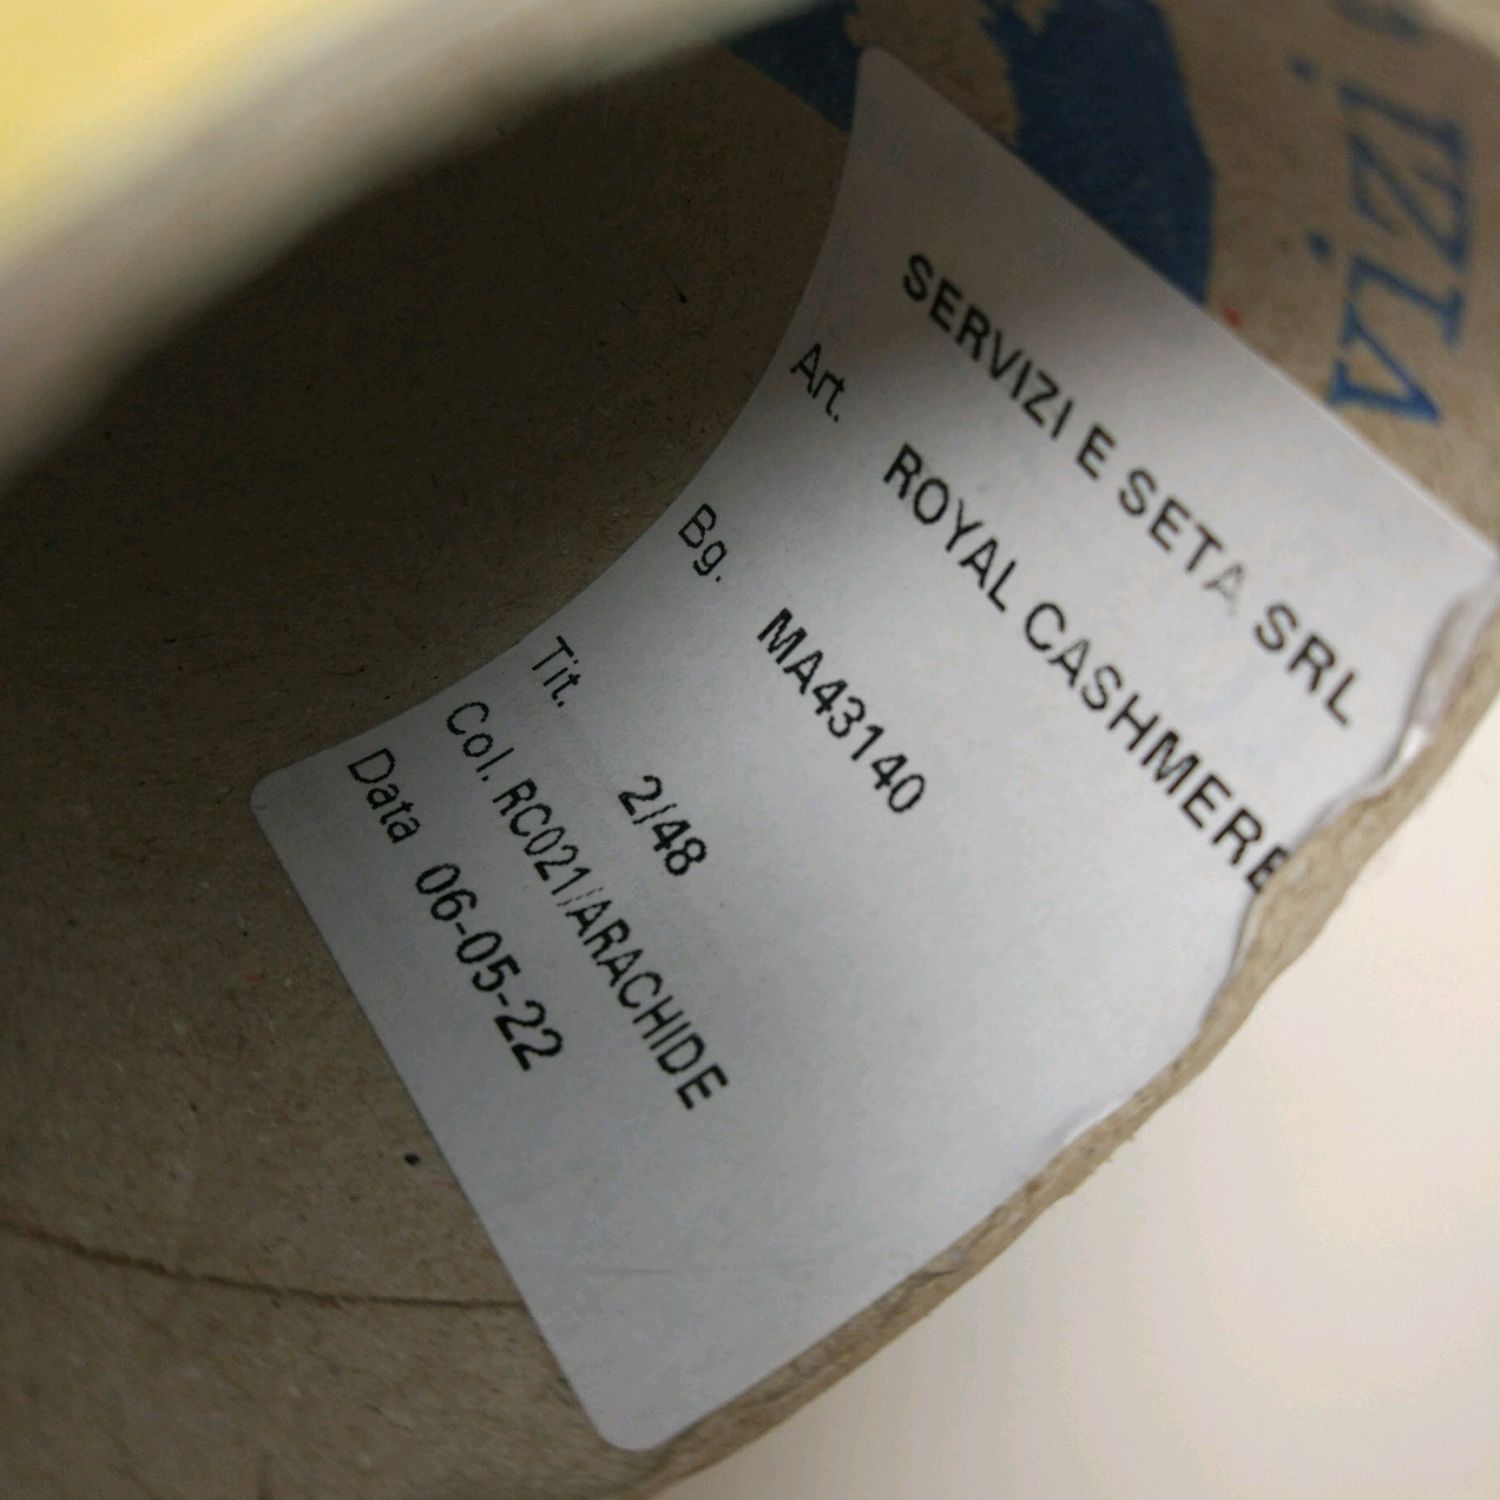 SERVIZI E SETA SRL
Art. ROYAL CASHMERE
Bg. MA43140
Tit. 2/48
Col. RC021/ARACHIDE
Data 06-05-22